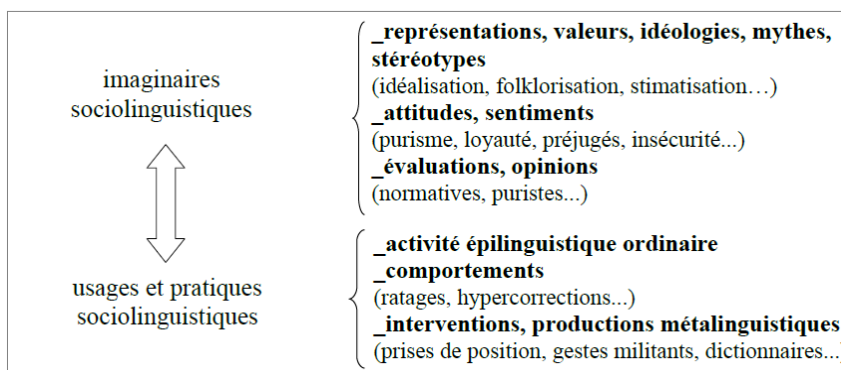 _représentations, valeurs, idéologies, mythes,
stéréotypes
imaginaires
sociolinguistiques
(idéalisation, folklorisation, stimatisation…)
_attitudes, sentiments
(purisme, loyauté, préjugés, insécurité...)
_évaluations, opinions
(normatives, puristes...)
_activité épilinguistique ordinaire
_comportements
usages et pratiques
sociolinguistiques
(ratages, hypercorrections...)
_interventions, productions métalinguistiques
(prises de position, gestes militants, dictionnaires...)